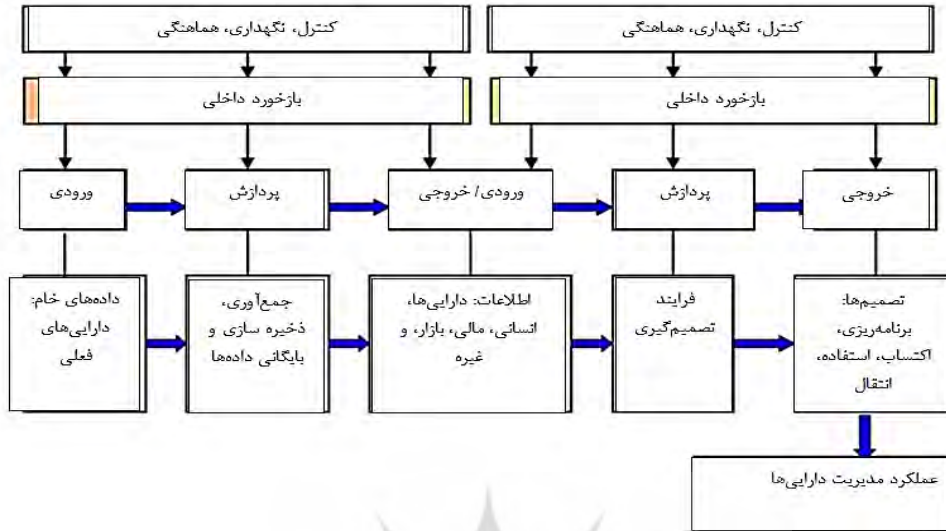 کنترل، نگهداری، هماهنگی
کنترل، نگهداری، هماهنگی
بازخورد داخلی
بازخورد داخلی
ورودی
پردازش
ورودی / خروجی
پردازش
خروجی
داده‌های خام:
دارایی‌های
فعلی
جمع‌آوری،
ذخیره سازی و
بایگانی داده‌ها
اطلاعات: دارایی‌ها،
انسانی، مالی، بازار، و
غیره
فرایند
تصمیم‌گیری
تصمیم‌ها:
برنامه‌ریزی،
اکتساب، استفاده،
انتقال
عملکرد مدیریت دارایی‌ها